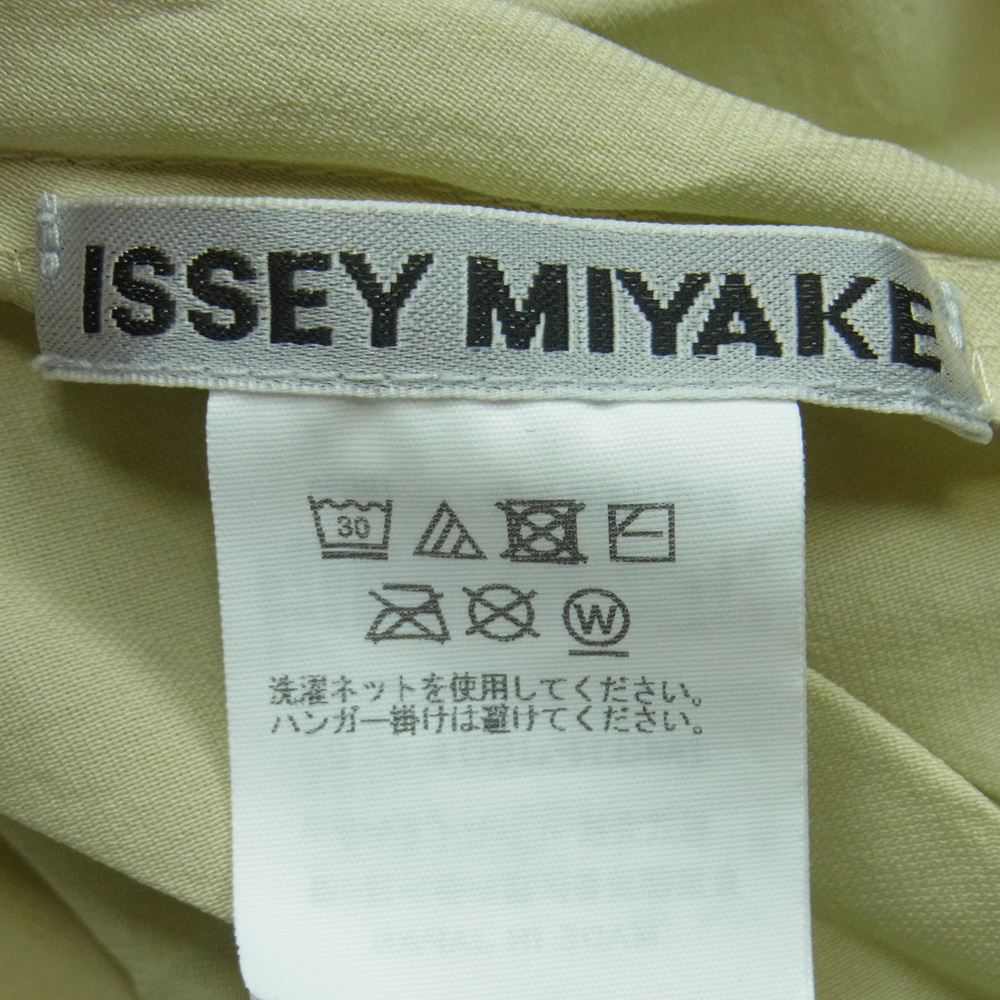 ISSEY MIYAKE
30
W
洗濯ネットを使用してください。
ハンガー掛けは避けてください。